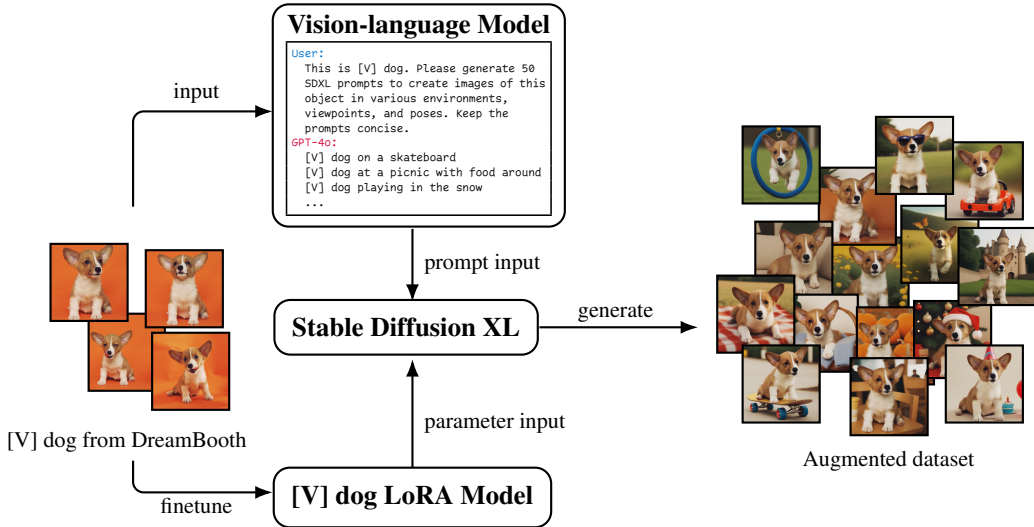 Vision-language Model
User:
This is [V] dog. Please generate 50
SDXL prompts to create images of this
object in various environments,
viewpoints, and poses. Keep the
prompts concise.
GPT-4o:
[V] dog on a skateboard
[V] dog at a picnic with food around
[V] dog playing in the snow
...
input
prompt input
Stable Diffusion XL
generate
parameter input
[V] dog from DreamBooth
finetune
[V] dog LoRA Model
Augmented dataset